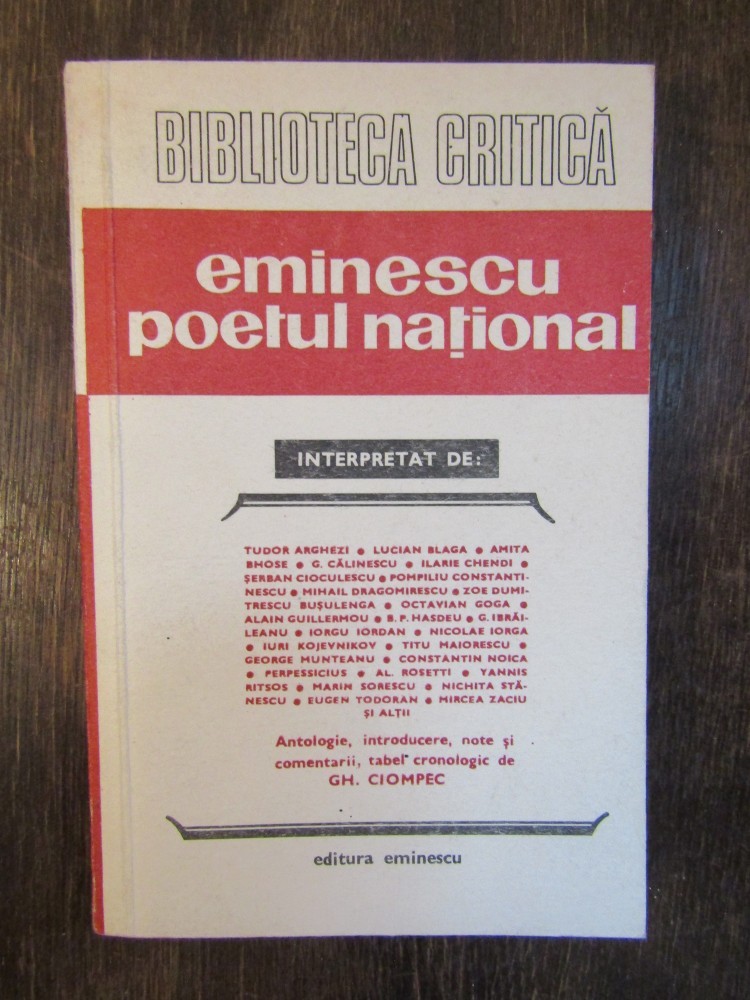 BIBLIOTECA CRITICĂ
eminescu
poetul național
INTERPRETAT DE:
TUDOR ARGHEZI • LUCIAN BLAGA • AMITA
BHOSE • G. CĂLINESCU • ILARIE CHENDI •
ȘERBAN CIOCULESCU • POMPILIU CONSTANTI-
NESCU • MIHAIL DRAGOMIRESCU • ZOE DUMI-
TRESCU BUȘULENGA • OCTAVIAN GOGA •
ALAIN GUILLERMOU • B. P. HASDEU • G. IBRĂI-
LEANU • IORGU IORDAN • NICOLAE IORGA
• IURI KOJEVNIKOV • TITU MAIORESCU •
GEORGE MUNTEANU • CONSTANTIN NOICA
• PERPESSICIUS • AL. ROSETTI • YANNIS
RITSOS • MARIN SORESCU • NICHITA STĂ-
NESCU • EUGEN TODORAN • MIRCEA ZACIU
ȘI ALȚII
Antologie, introducere, note și
comentarii, tabel cronologic de
GH. CIOMPEC
editura eminescu